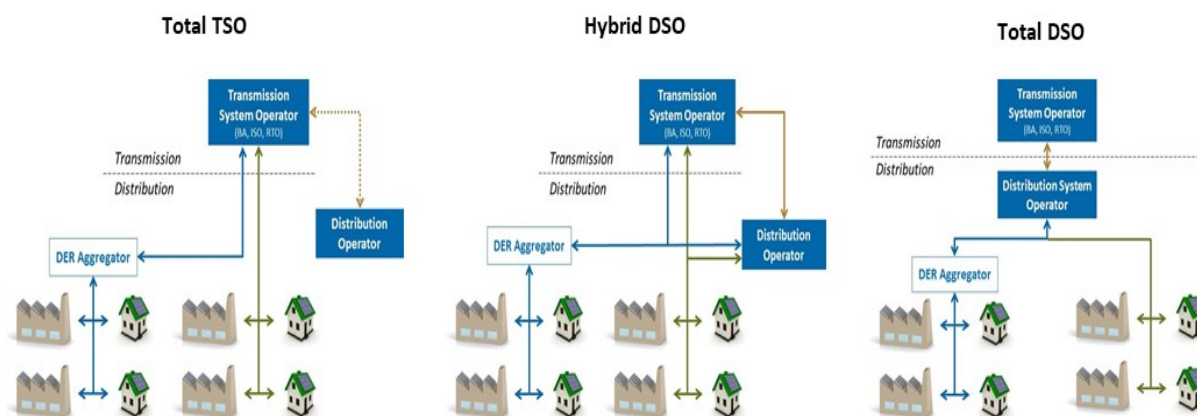 Total TSO
Transmission
System Operator
(BA, ISO, RTO)
Transmission
Distribution
Distribution
Operator
DER Aggregator
Hybrid DSO
Transmission
System Operator
(BA, ISO, RTO)
Transmission
Distribution
DER Aggregator
Distribution
Operator
Total DSO
Transmission
System Operator
(BA, ISO, RTO)
Transmission
Distribution
Distribution System
Operator
DER Aggregator